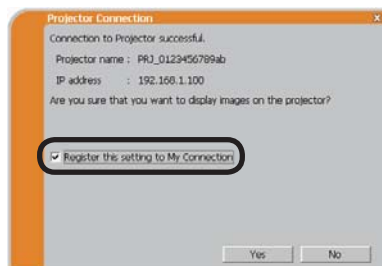 Projector Connection
Connection to Projector successful.
Projector name : PRJ_0123456789ab
IP address : 192.168.1.100
Are you sure that you want to display images on the projector?
Register this setting to My Connection
Yes No